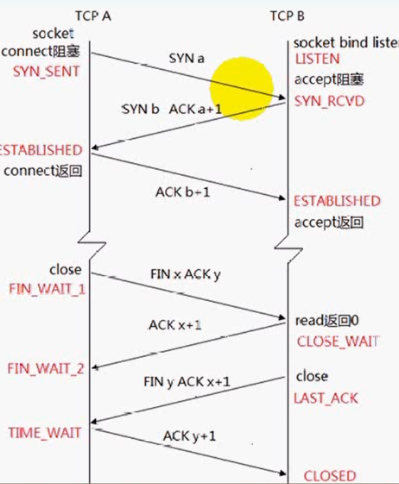 TCP A
TCP B
socket
connect阻塞
SYN_SENT
SYN a
socket bind listen
LISTEN
accept阻塞
SYN_RCVD
SYN b ACK a+1
ESTABLISHED
connect返回
ACK b+1
ESTABLISHED
accept返回
close
FIN_WAIT_1
FIN x ACK y
read返回0
CLOSE_WAIT
ACK x+1
FIN_WAIT_2
FIN y ACK x+1
close
LAST_ACK
TIME_WAIT
ACK y+1
CLOSED